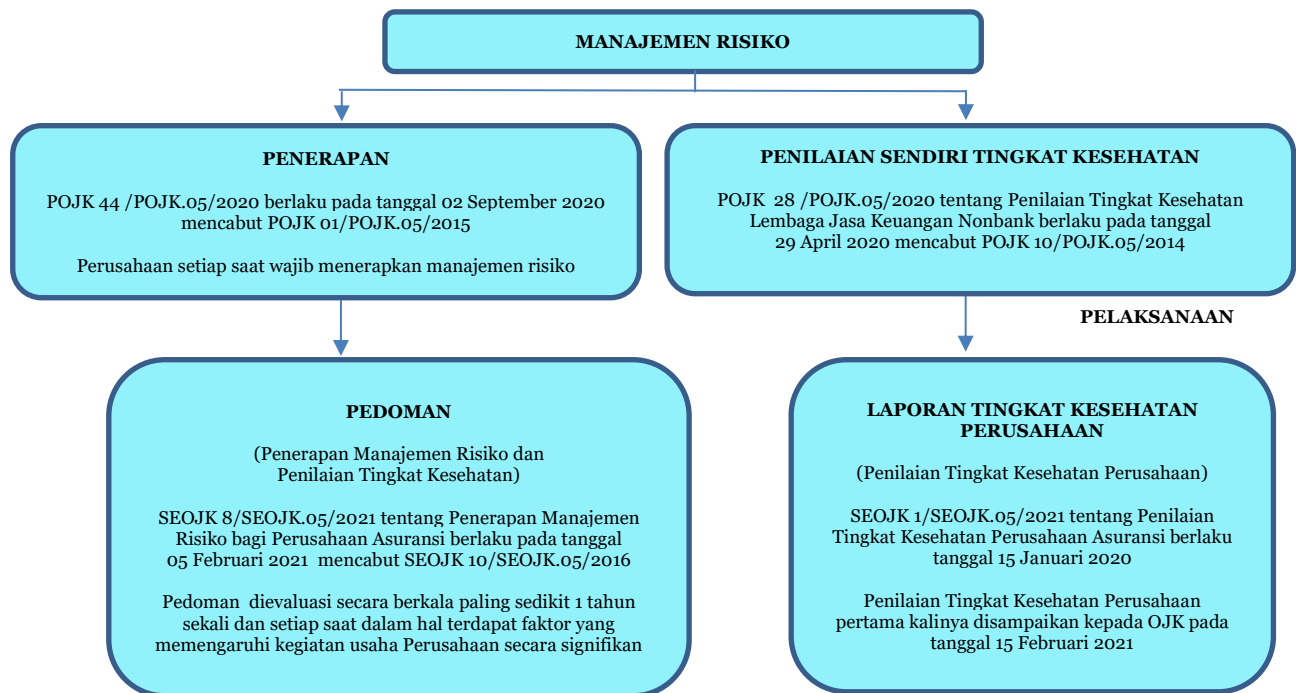 MANAJEMEN RISIKO
PENERAPAN
POJK 44 /POJK.05/2020 berlaku pada tanggal 02 September 2020
mencabut POJK 01/POJK.05/2015
Perusahaan setiap saat wajib menerapkan manajemen risiko
PENILAIAN SENDIRI TINGKAT KESEHATAN
POJK 28 /POJK.05/2020 tentang Penilaian Tingkat Kesehatan
Lembaga Jasa Keuangan Nonbank berlaku pada tanggal
29 April 2020 mencabut POJK 10/POJK.05/2014
PELAKSANAAN
PEDOMAN
(Penerapan Manajemen Risiko dan
Penilaian Tingkat Kesehatan)
SEOJK 8/SEOJK.05/2021 tentang Penerapan Manajemen
Risiko bagi Perusahaan Asuransi berlaku pada tanggal
05 Februari 2021 mencabut SEOJK 10/SEOJK.05/2016
Pedoman dievaluasi secara berkala paling sedikit 1 tahun
sekali dan setiap saat dalam hal terdapat faktor yang
memengaruhi kegiatan usaha Perusahaan secara signifikan
LAPORAN TINGKAT KESEHATAN
PERUSAHAAN
(Penilaian Tingkat Kesehatan Perusahaan)
SEOJK 1/SEOJK.05/2021 tentang Penilaian
Tingkat Kesehatan Perusahaan Asuransi berlaku
tanggal 15 Januari 2020
Penilaian Tingkat Kesehatan Perusahaan
pertama kalinya disampaikan kepada OJK pada
tanggal 15 Februari 2021